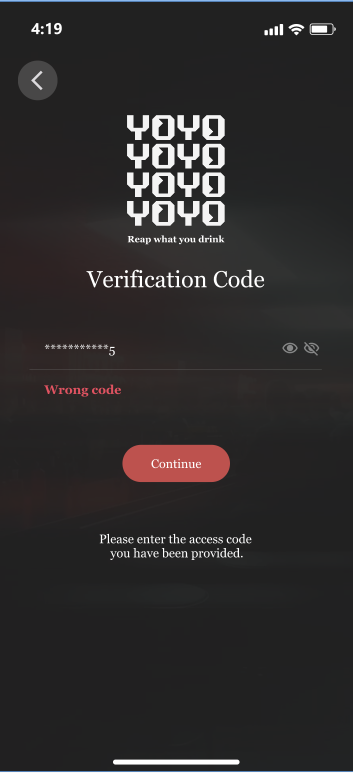 4:19
YOYO
YOYO
YOYO
YOYO
Reap what you drink
Verification Code
***********5
Wrong code
Continue
Please enter the access code
you have been provided.